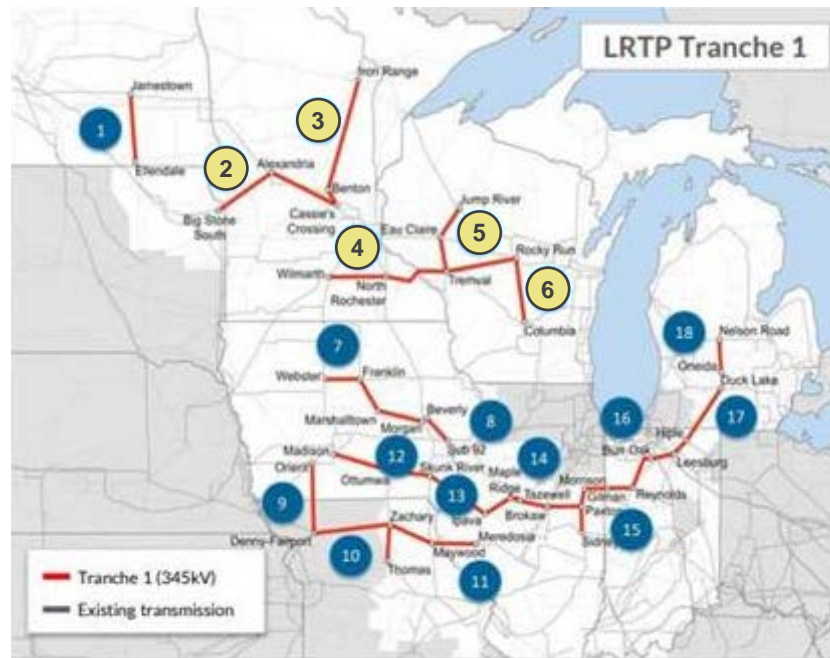 LRTP Tranche 1
Jamestown
Iron Range
3
1
Ellendale
2
Alexandria
Benton
Big Stone
South
Cassie's
Crossing
Jump River
Eau Claire
5
4
Rocky Run
Wilmarth
North
Rochester
Tremval
6
Columbia
18
Nelson Road
7
Oneida
Duck Lake
Webster
Franklin
Marshalltown
Morgan
Beverly
8
16
17
Sub 92
Hiple
Madison
Orient
12
14
Leesburg
Ottumwa
Skunk River
Maple
Ridge
Tazewell
Morrison
Gilman
Reynolds
13
9
Ipava
Brokaw
Paxton
Zachary
Meredosia
Sidney
15
Denny-Fairport
10
Maywood
Thomas
11
Tranche 1 (345kV)
Existing transmission